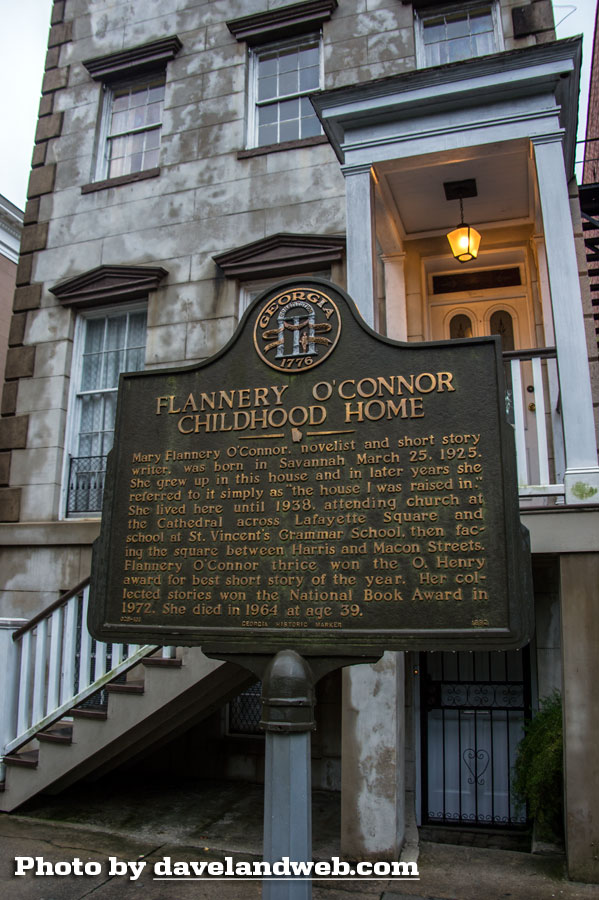 GEORGIA
1776
FLANNERY O'CONNOR
CHILDHOOD HOME
Mary Flannery O'Connor, novelist and short story
writer, was born in Savannah March 25, 1925.
She grew up in this house and in later years she
referred to it simply as "the house I was raised in."
She lived here until 1938, attending church at
the Cathedral across Lafayette Square and
school at St. Vincent's Grammar School, then fac-
ing the square between Harris and Macon Streets.
Flannery O'Connor thrice won the O. Henry
award for best short story of the year. Her col-
lected stories won the National Book Award in
1972. She died in 1964 at age 39.
GEORGIA HISTORIC MARKER
Photo by davelandweb.com